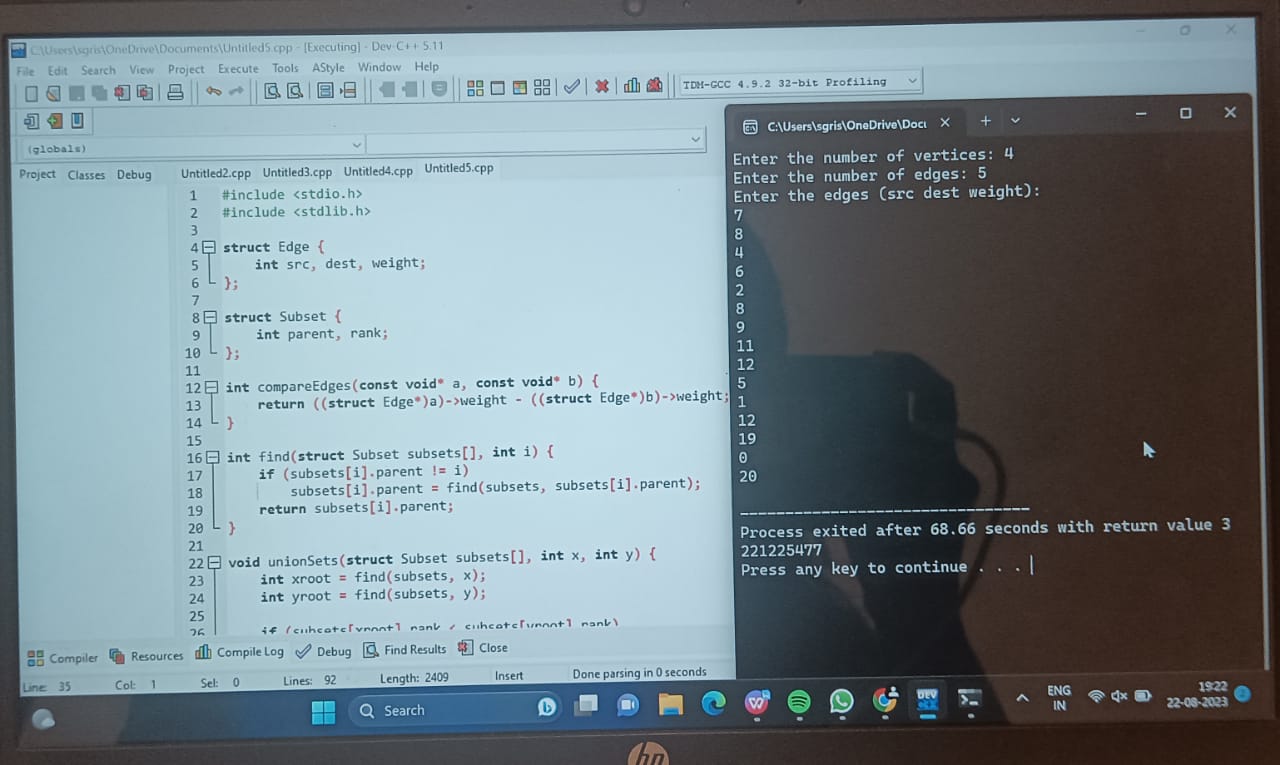 C:\Users\sgris\OneDrive\Documents\Untitled5.cpp - [Executing] - Dev-C++ 5.11
File Edit Search View Project Execute Tools AStyle Window Help
TDM-GCC 4.9.2 32-bit Profiling
(globals)
Project Classes Debug
Untitled2.cpp Untitled3.cpp Untitled4.cpp Untitled5.cpp
1 #include <stdio.h>
2 #include <stdlib.h>
3
4 struct Edge {
5 int src, dest, weight;
6 };
7
8 struct Subset {
9 int parent, rank;
10 };
11
12 int compareEdges(const void* a, const void* b) {
13 return ((struct Edge*)a)->weight - ((struct Edge*)b)->weight;
14 }
15
16 int find(struct Subset subsets[], int i) {
17 if (subsets[i].parent != i)
18 subsets[i].parent = find(subsets, subsets[i].parent);
19 return subsets[i].parent;
20 }
21
22 void unionSets(struct Subset subsets[], int x, int y) {
23 int xroot = find(subsets, x);
24 int yroot = find(subsets, y);
25
26 if (subsets[xroot].rank < subsets[yroot].rank)
Compiler Resources Compile Log Debug Find Results Close
Line: 35 Col: 1 Sel: 0 Lines: 92 Length: 2409 Insert Done parsing in 0 seconds
C:\Users\sgris\OneDrive\Docu
Enter the number of vertices: 4
Enter the number of edges: 5
Enter the edges (src dest weight):
7
8
4
6
2
8
9
11
12
5
1
12
19
0
20
--------------------------------
Process exited after 68.66 seconds with return value 3
221225477
Press any key to continue . . .
Search
DEV
ENG
IN
19:22
22-08-2023
hp